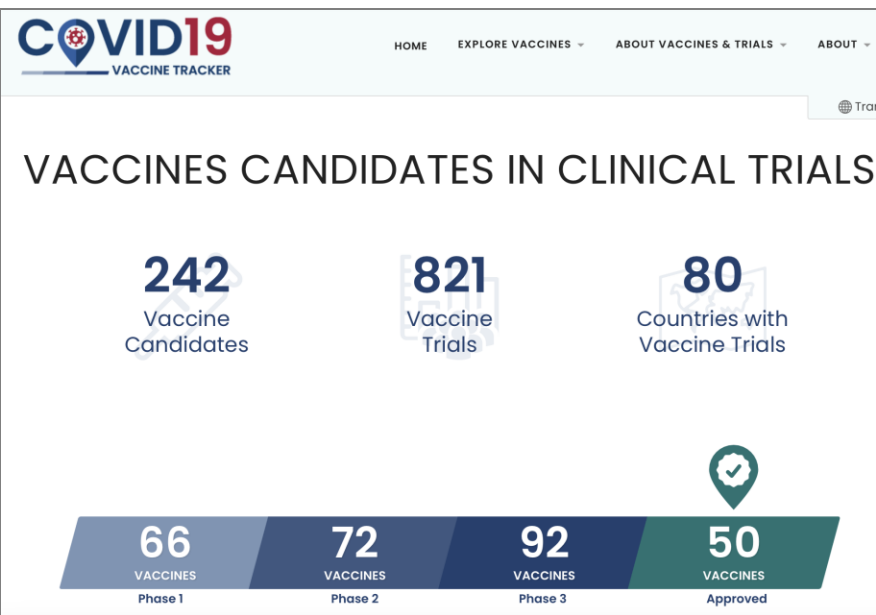 COVID19
VACCINE TRACKER
HOME EXPLORE VACCINES ABOUT VACCINES & TRIALS ABOUT
VACCINES CANDIDATES IN CLINICAL TRIALS
242 821 80
Vaccine Vaccine Countries with
Candidates Trials Vaccine Trials
66 72 92 50
VACCINES VACCINES VACCINES VACCINES
Phase 1 Phase 2 Phase 3 Approved